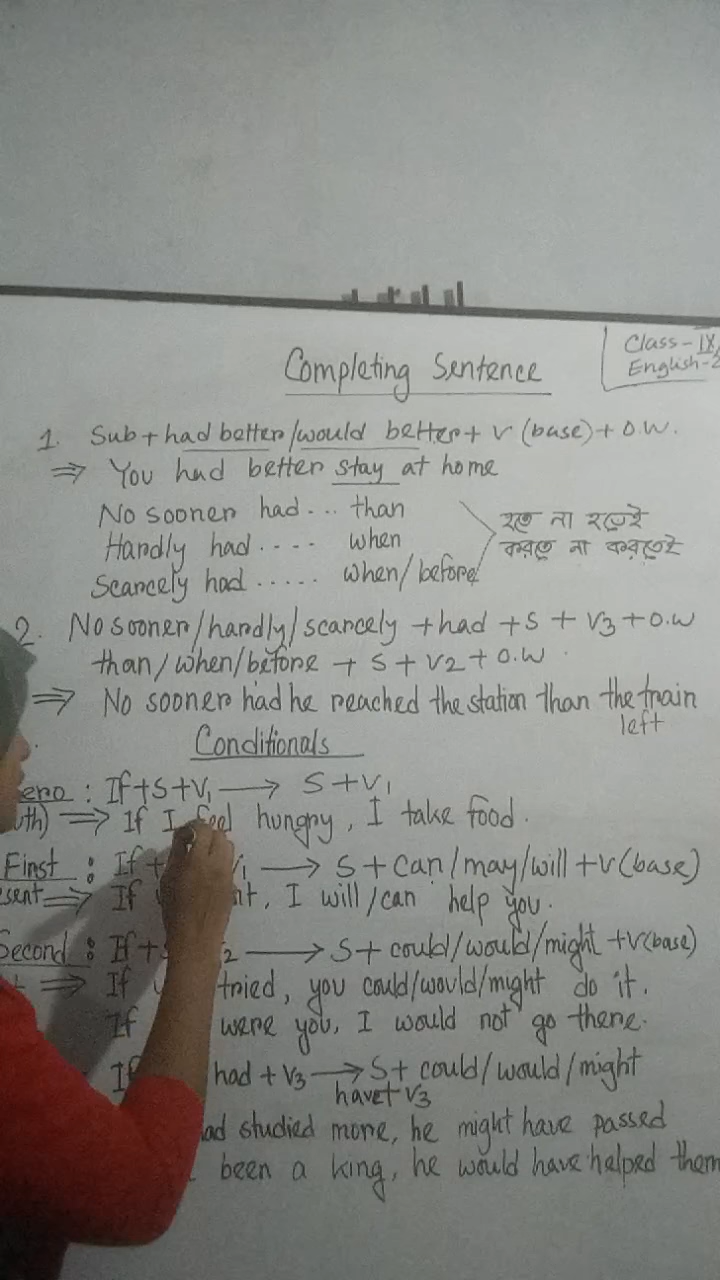 Class-IX
English-2
Completing Sentence
1. Sub+had better/would better+ v (base)+ O.W.
⇒ You had better stay at home
No sooner had... than
Hardly had.... when
Scarcely had..... when/before
হতে না হতেই
করতে না করতেই
2. No sooner/hardly/scarcely +had +S + V3 +O.W
than/when/before + S + V2 + O.W.
⇒ No sooner had he reached the station than the train
left
Conditionals
: If+S+V1 → S+V1
⇒ If I feel hungry, I take food.
First : If+ V1 → S+can/may/will +v(base)
⇒ If , I will/can help you.
Second : If+ 2 → S+ could/would/might +v(base)
⇒ If tried, you could/would/might do it.
If were you, I would not go there.
had + V3 → S+ could/would/might
have+V3
studied more, he might have passed
been a king, he would have helped them